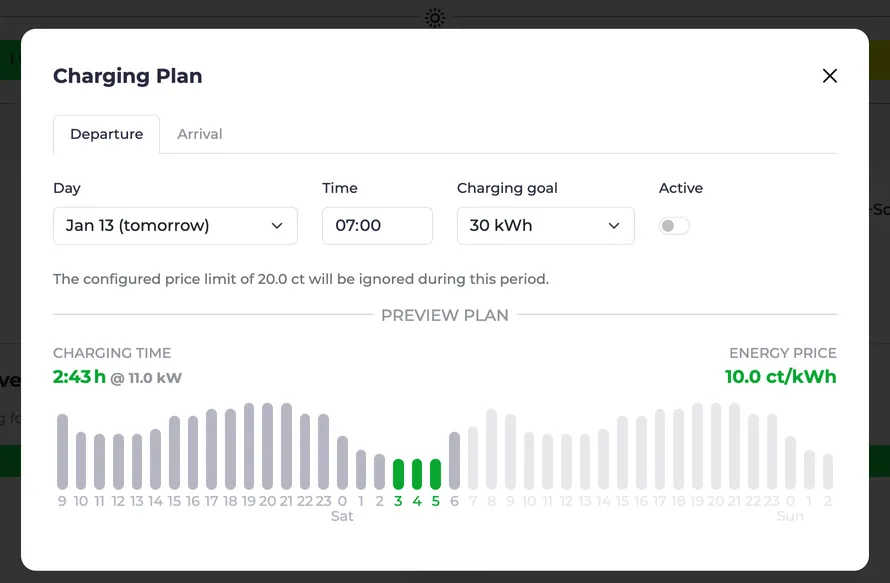 Charging Plan
Departure Arrival
Day Time Charging goal Active
Jan 13 (tomorrow) 07:00 30 kWh
The configured price limit of 20.0 ct will be ignored during this period.
PREVIEW PLAN
CHARGING TIME ENERGY PRICE
2:43 h @ 11.0 kW 10.0 ct/kWh
9 10 11 12 13 14 15 16 17 18 19 20 21 22 23 0 1 2 3 4 5 6 7 8 9 10 11 12 13 14 15 16 17 18 19 20 21 22 23 0 1 2
Sat Sun